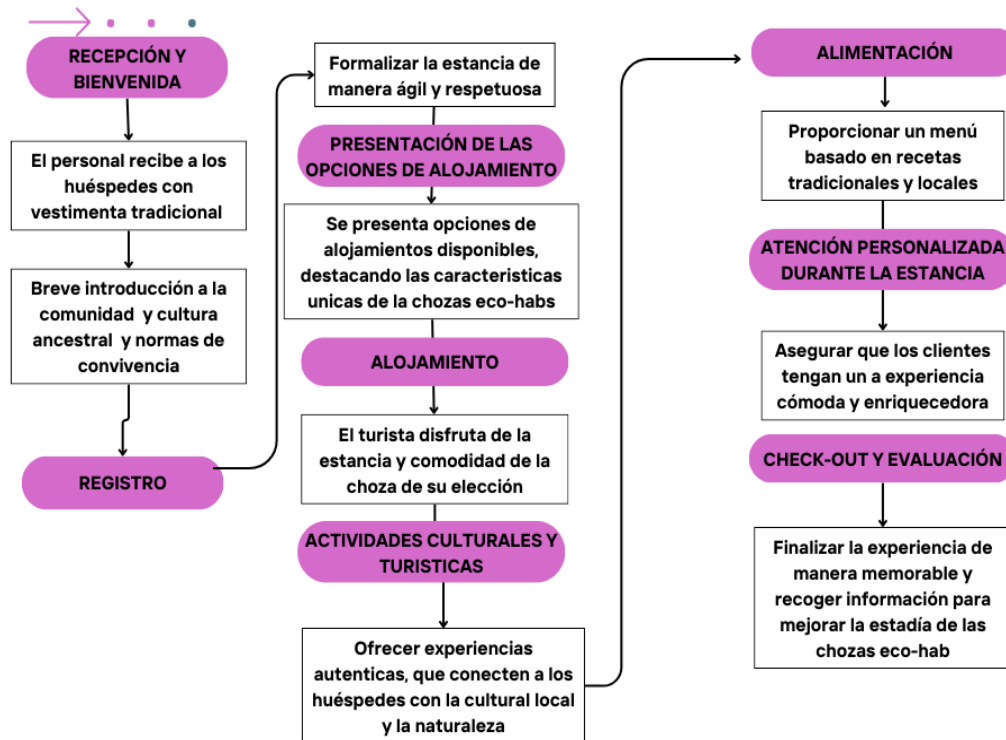 RECEPCIÓN Y
BIENVENIDA
El personal recibe a los
huéspedes con
vestimenta tradicional
Breve introducción a la
comunidad y cultura
ancestral y normas de
convivencia
REGISTRO
Formalizar la estancia de
manera ágil y respetuosa
PRESENTACIÓN DE LAS
OPCIONES DE ALOJAMIENTO
Se presenta opciones de
alojamientos disponibles,
destacando las caracteristicas
unicas de la chozas eco-habs
ALOJAMIENTO
El turista disfruta de la
estancia y comodidad de la
choza de su elección
ACTIVIDADES CULTURALES Y
TURISTICAS
Ofrecer experiencias
autenticas, que conecten a los
huéspedes con la cultural local
y la naturaleza
ALIMENTACIÓN
Proporcionar un menú
basado en recetas
tradicionales y locales
ATENCIÓN PERSONALIZADA
DURANTE LA ESTANCIA
Asegurar que los clientes
tengan un a experiencia
cómoda y enriquecedora
CHECK-OUT Y EVALUACIÓN
Finalizar la experiencia de
manera memorable y
recoger información para
mejorar la estadía de las
chozas eco-hab